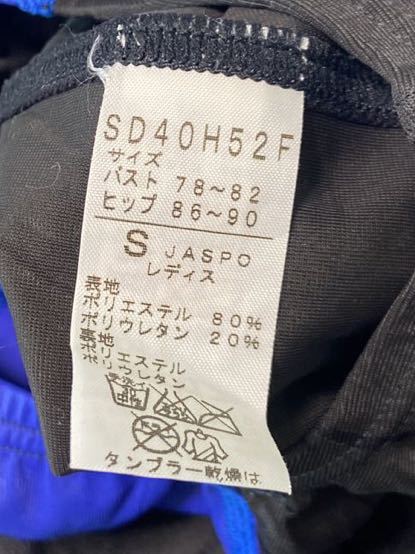 SD40H52F
サイズ
バスト 78~82
ヒップ 86~90
S JASPO
レディス
表地
ポリエステル 80%
ポリウレタン 20%
裏地
ポリエステル
ポリウレタン
タンブラー乾燥は